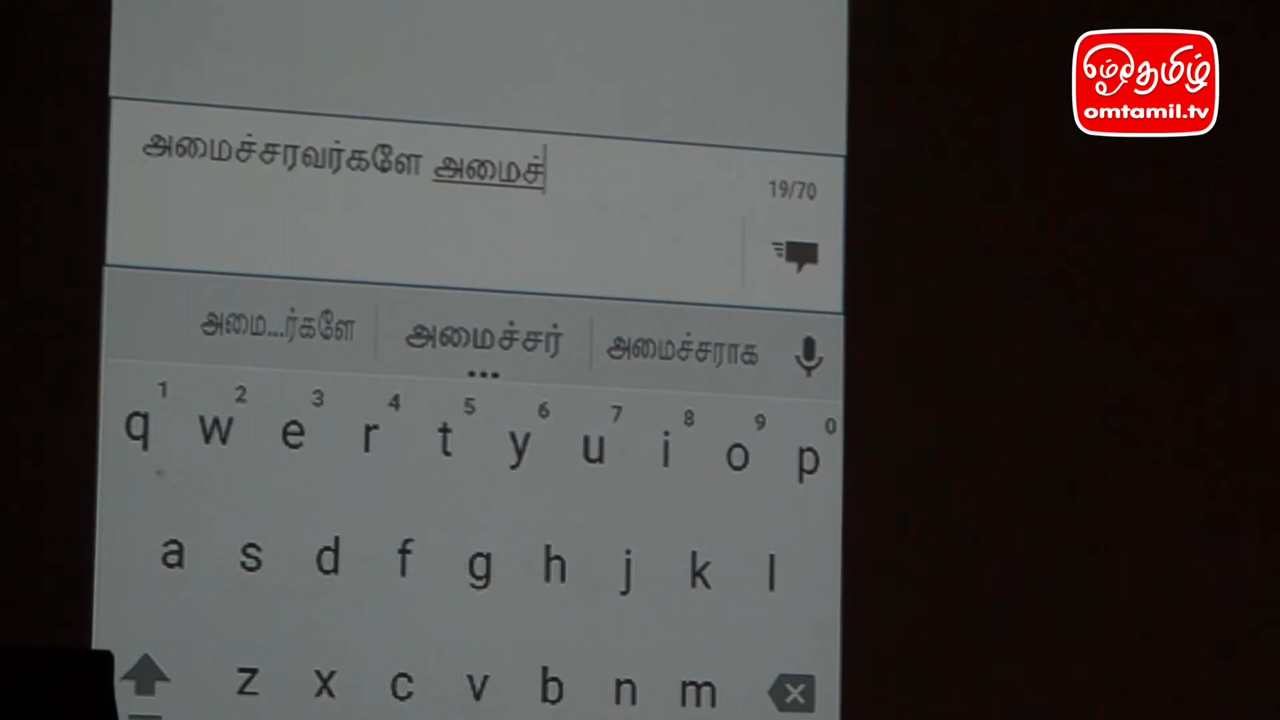 ஓம்தமிழ்
omtamil.tv
அமைச்சரவர்களே அமைச்
19/70
அமை...ர்களே அமைச்சர் அமைச்சராக
1 2 3 4 5 6 7 8 9 0
q w e r t y u i o p
a s d f g h j k l
z x c v b n m